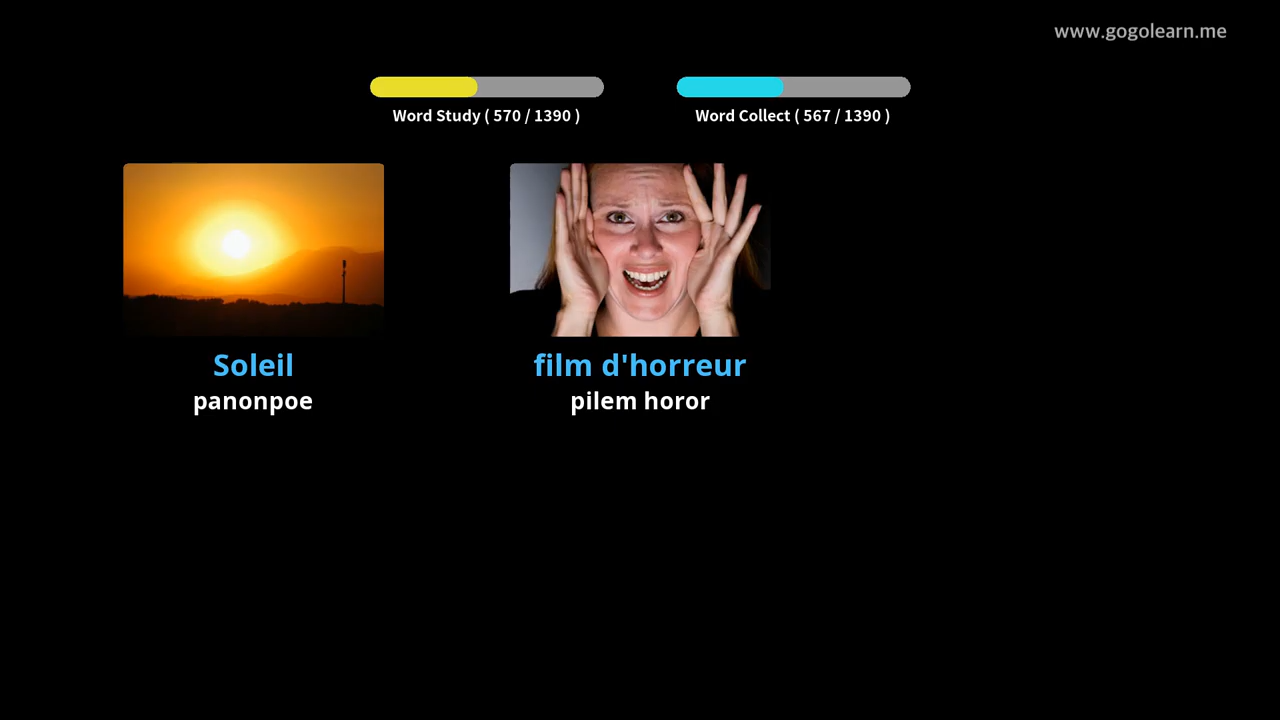 www.gogolearn.me
Word Study ( 570 / 1390 )
Word Collect ( 567 / 1390 )
Soleil
panonpoe
film d'horreur
pilem horor